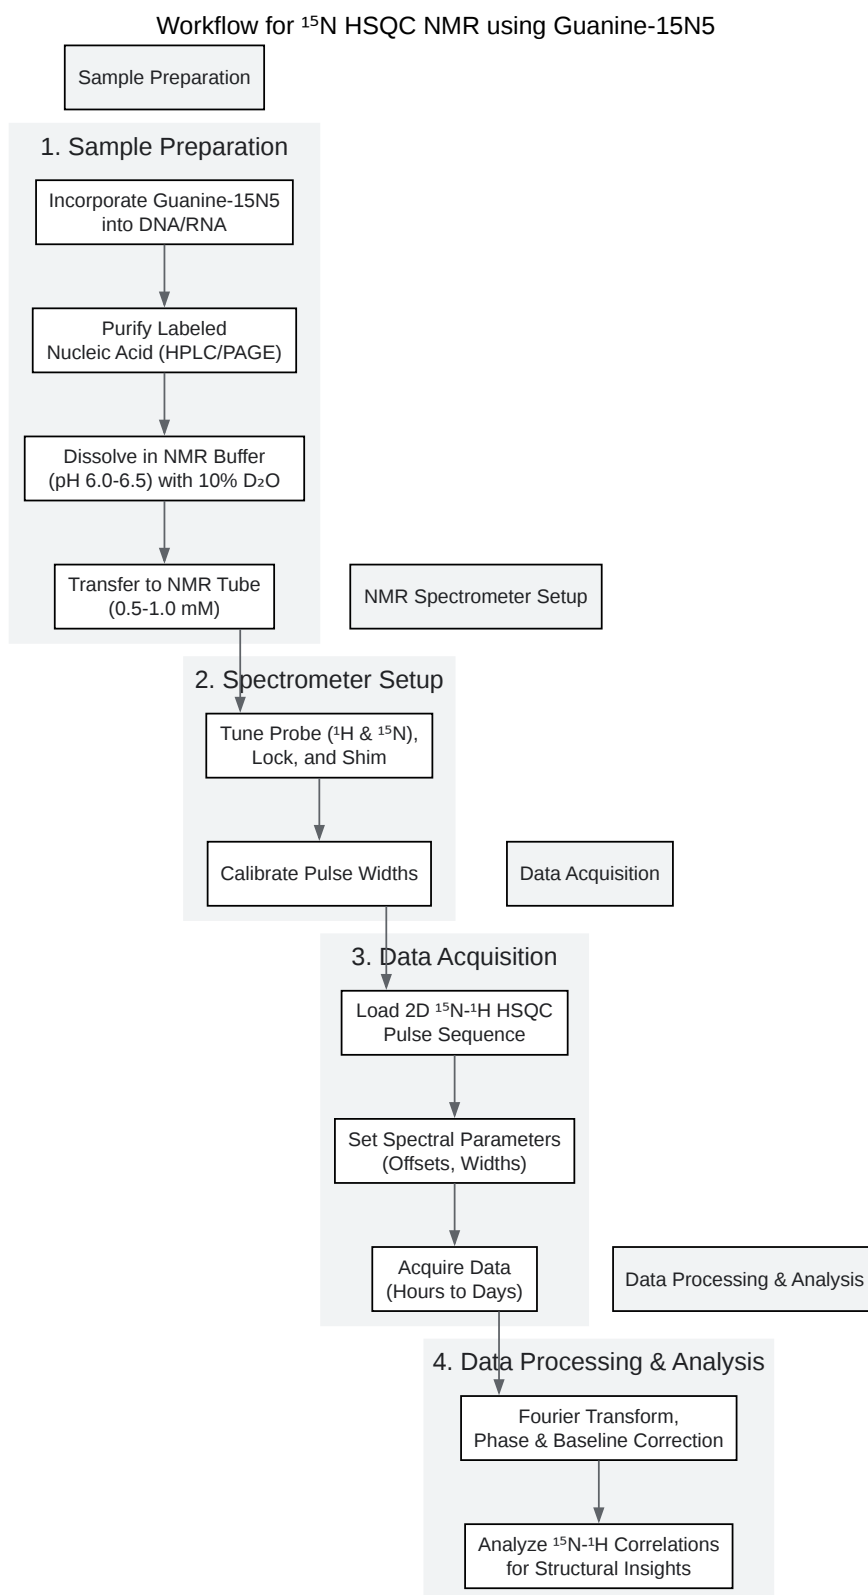 Workflow for ¹⁵N HSQC NMR using Guanine-15N5
Sample Preparation
1. Sample Preparation
Incorporate Guanine-15N5
into DNA/RNA
Purify Labeled
Nucleic Acid (HPLC/PAGE)
Dissolve in NMR Buffer
(pH 6.0-6.5) with 10% D₂O
Transfer to NMR Tube
(0.5-1.0 mM)
NMR Spectrometer Setup
2. Spectrometer Setup
Tune Probe (¹H & ¹⁵N),
Lock, and Shim
Calibrate Pulse Widths
Data Acquisition
3. Data Acquisition
Load 2D ¹⁵N-¹H HSQC
Pulse Sequence
Set Spectral Parameters
(Offsets, Widths)
Acquire Data
(Hours to Days)
Data Processing & Analysis
4. Data Processing & Analysis
Fourier Transform,
Phase & Baseline Correction
Analyze ¹⁵N-¹H Correlations
for Structural Insights